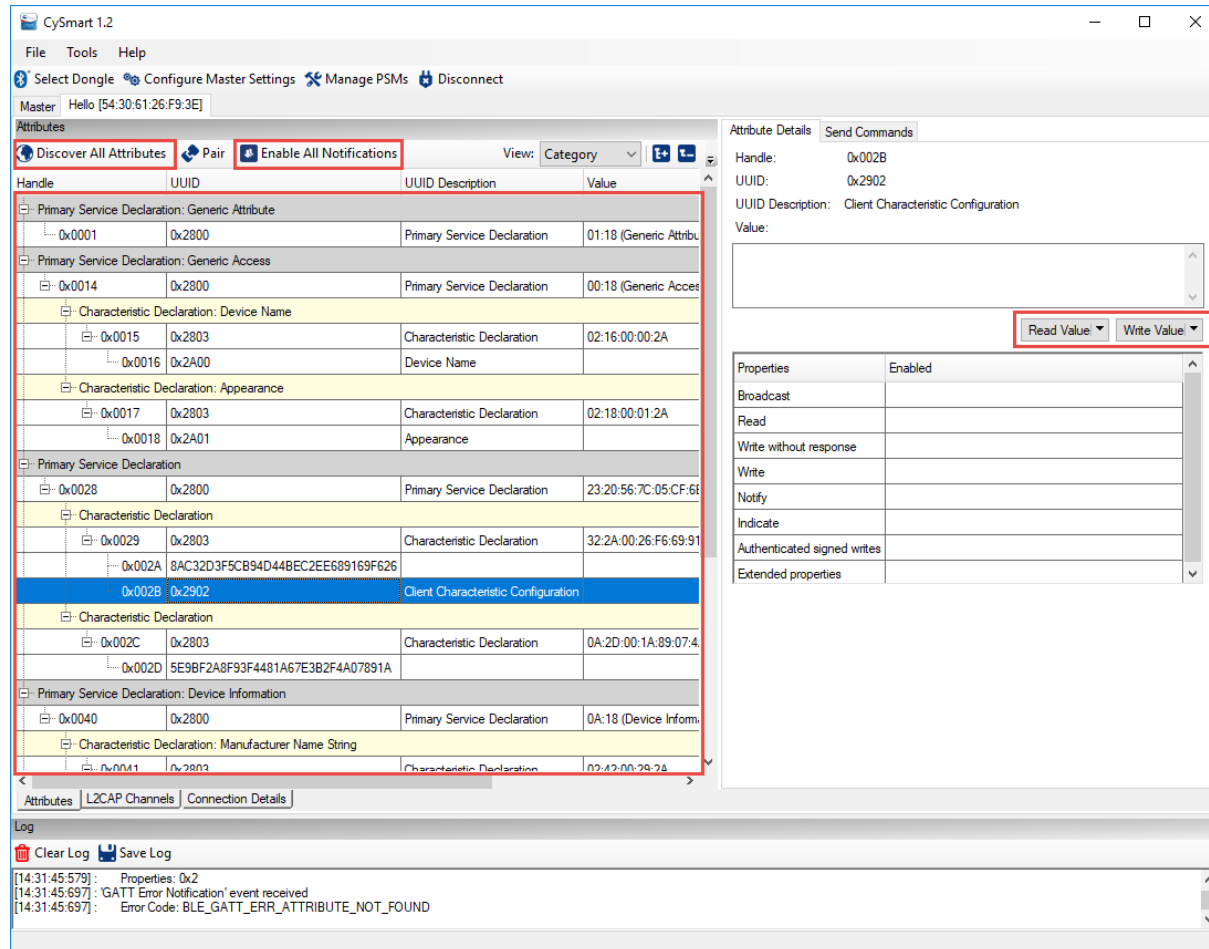 CySmart 1.2
File Tools Help
Select Dongle Configure Master Settings Manage PSMs Disconnect
Master Hello [54:30:61:26:F9:3E]
Attributes
Discover All Attributes Pair Enable All Notifications View: Category
Handle UUID UUID Description Value
Primary Service Declaration: Generic Attribute
0x0001 0x2800 Primary Service Declaration 01:18 (Generic Attribu
Primary Service Declaration: Generic Access
0x0014 0x2800 Primary Service Declaration 00:18 (Generic Acces
Characteristic Declaration: Device Name
0x0015 0x2803 Characteristic Declaration 02:16:00:00:2A
0x0016 0x2A00 Device Name
Characteristic Declaration: Appearance
0x0017 0x2803 Characteristic Declaration 02:18:00:01:2A
0x0018 0x2A01 Appearance
Primary Service Declaration
0x0028 0x2800 Primary Service Declaration 23:20:56:7C:05:CF:6E
Characteristic Declaration
0x0029 0x2803 Characteristic Declaration 32:2A:00:26:F6:69:91
0x002A 8AC32D3F5CB94D44BEC2EE689169F626
0x002B 0x2902 Client Characteristic Configuration
Characteristic Declaration
0x002C 0x2803 Characteristic Declaration 0A:2D:00:1A:89:07:4
0x002D 5E9BF2A8F93F4481A67E3B2F4A07891A
Primary Service Declaration: Device Information
0x0040 0x2800 Primary Service Declaration 0A:18 (Device Inform
Characteristic Declaration: Manufacturer Name String
0x0041 0x2803 Characteristic Declaration 02:42:00:29:2A
Attributes L2CAP Channels Connection Details
Attribute Details Send Commands
Handle: 0x002B
UUID: 0x2902
UUID Description: Client Characteristic Configuration
Value:
Read Value Write Value
Properties Enabled
Broadcast
Read
Write without response
Write
Notify
Indicate
Authenticated signed writes
Extended properties
Log
Clear Log Save Log
[14:31:45:579] : Properties: 0x2
[14:31:45:697] : 'GATT Error Notification' event received
[14:31:45:697] : Error Code: BLE_GATT_ERR_ATTRIBUTE_NOT_FOUND